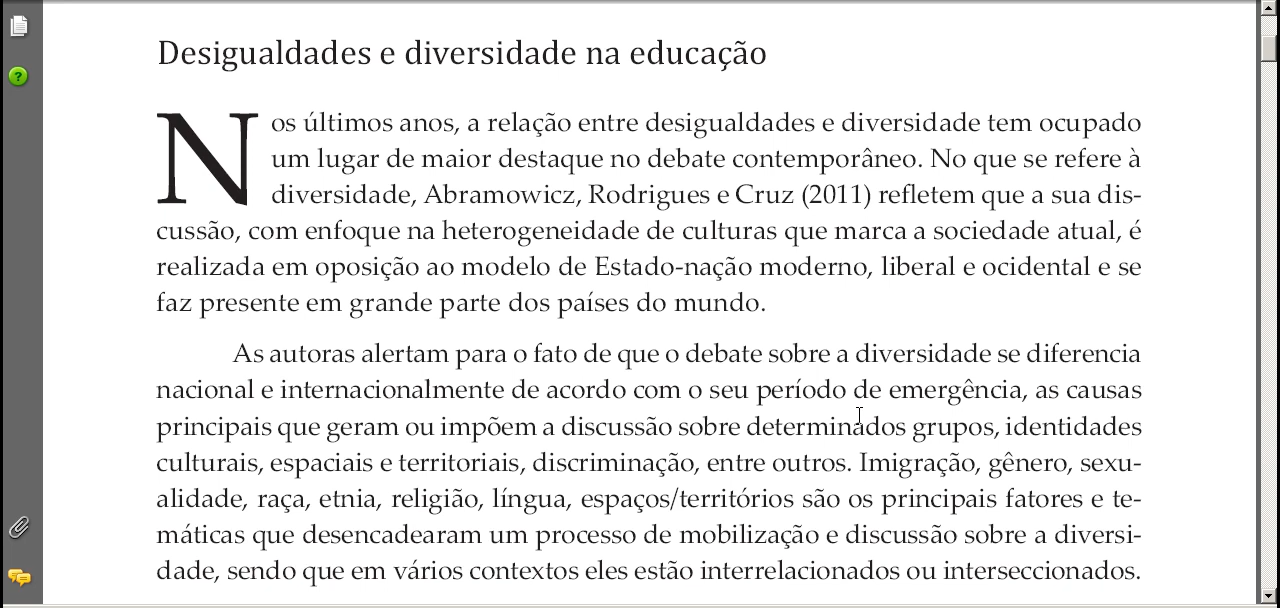 Desigualdades e diversidade na educação
Nos últimos anos, a relação entre desigualdades e diversidade tem ocupado
um lugar de maior destaque no debate contemporâneo. No que se refere à
diversidade, Abramowicz, Rodrigues e Cruz (2011) refletem que a sua dis-
cussão, com enfoque na heterogeneidade de culturas que marca a sociedade atual, é
realizada em oposição ao modelo de Estado-nação moderno, liberal e ocidental e se
faz presente em grande parte dos países do mundo.
As autoras alertam para o fato de que o debate sobre a diversidade se diferencia
nacional e internacionalmente de acordo com o seu período de emergência, as causas
principais que geram ou impõem a discussão sobre determinados grupos, identidades
culturais, espaciais e territoriais, discriminação, entre outros. Imigração, gênero, sexu-
alidade, raça, etnia, religião, língua, espaços/territórios são os principais fatores e te-
máticas que desencadearam um processo de mobilização e discussão sobre a diversi-
dade, sendo que em vários contextos eles estão interrelacionados ou interseccionados.